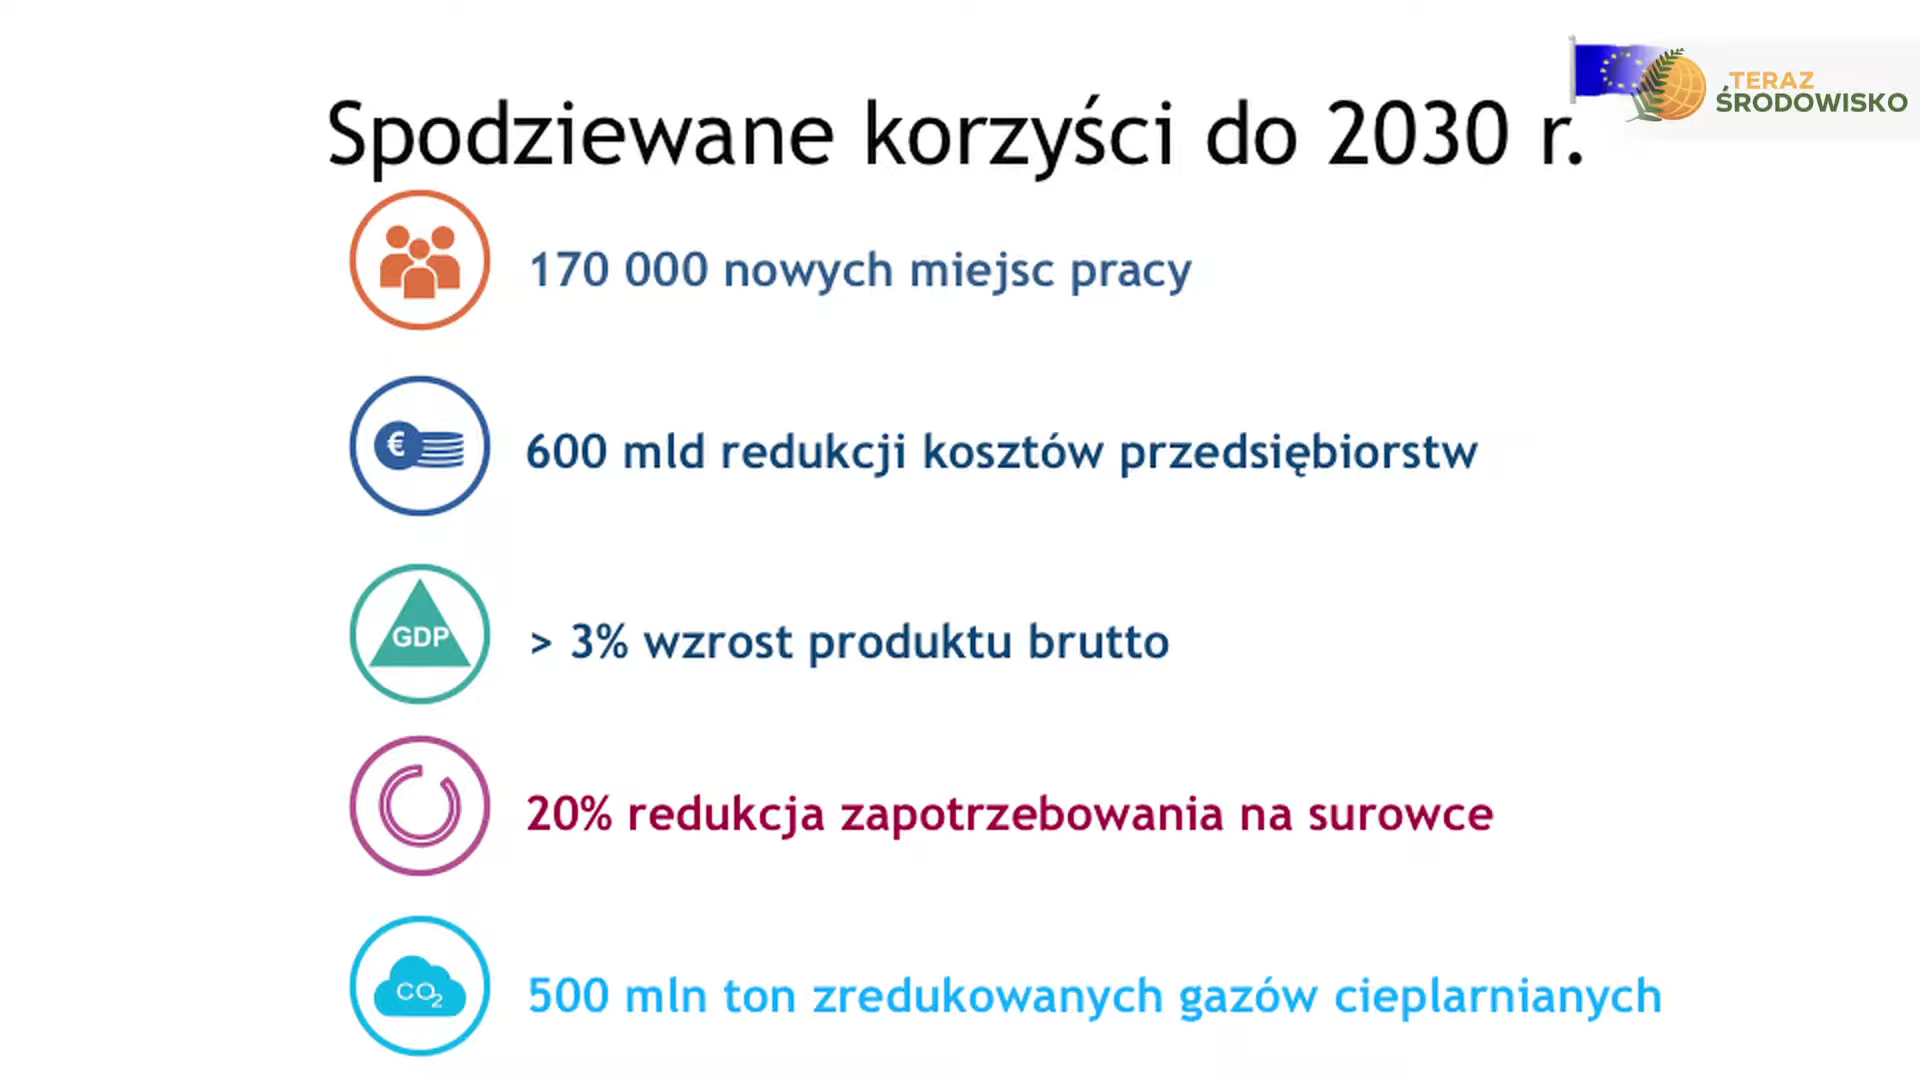 TERAZ
ŚRODOWISKO
Spodziewane korzyści do 2030 r.
170 000 nowych miejsc pracy
€
600 mld redukcji kosztów przedsiębiorstw
GDP
> 3% wzrost produktu brutto
20% redukcja zapotrzebowania na surowce
CO₂
500 mln ton zredukowanych gazów cieplarnianych